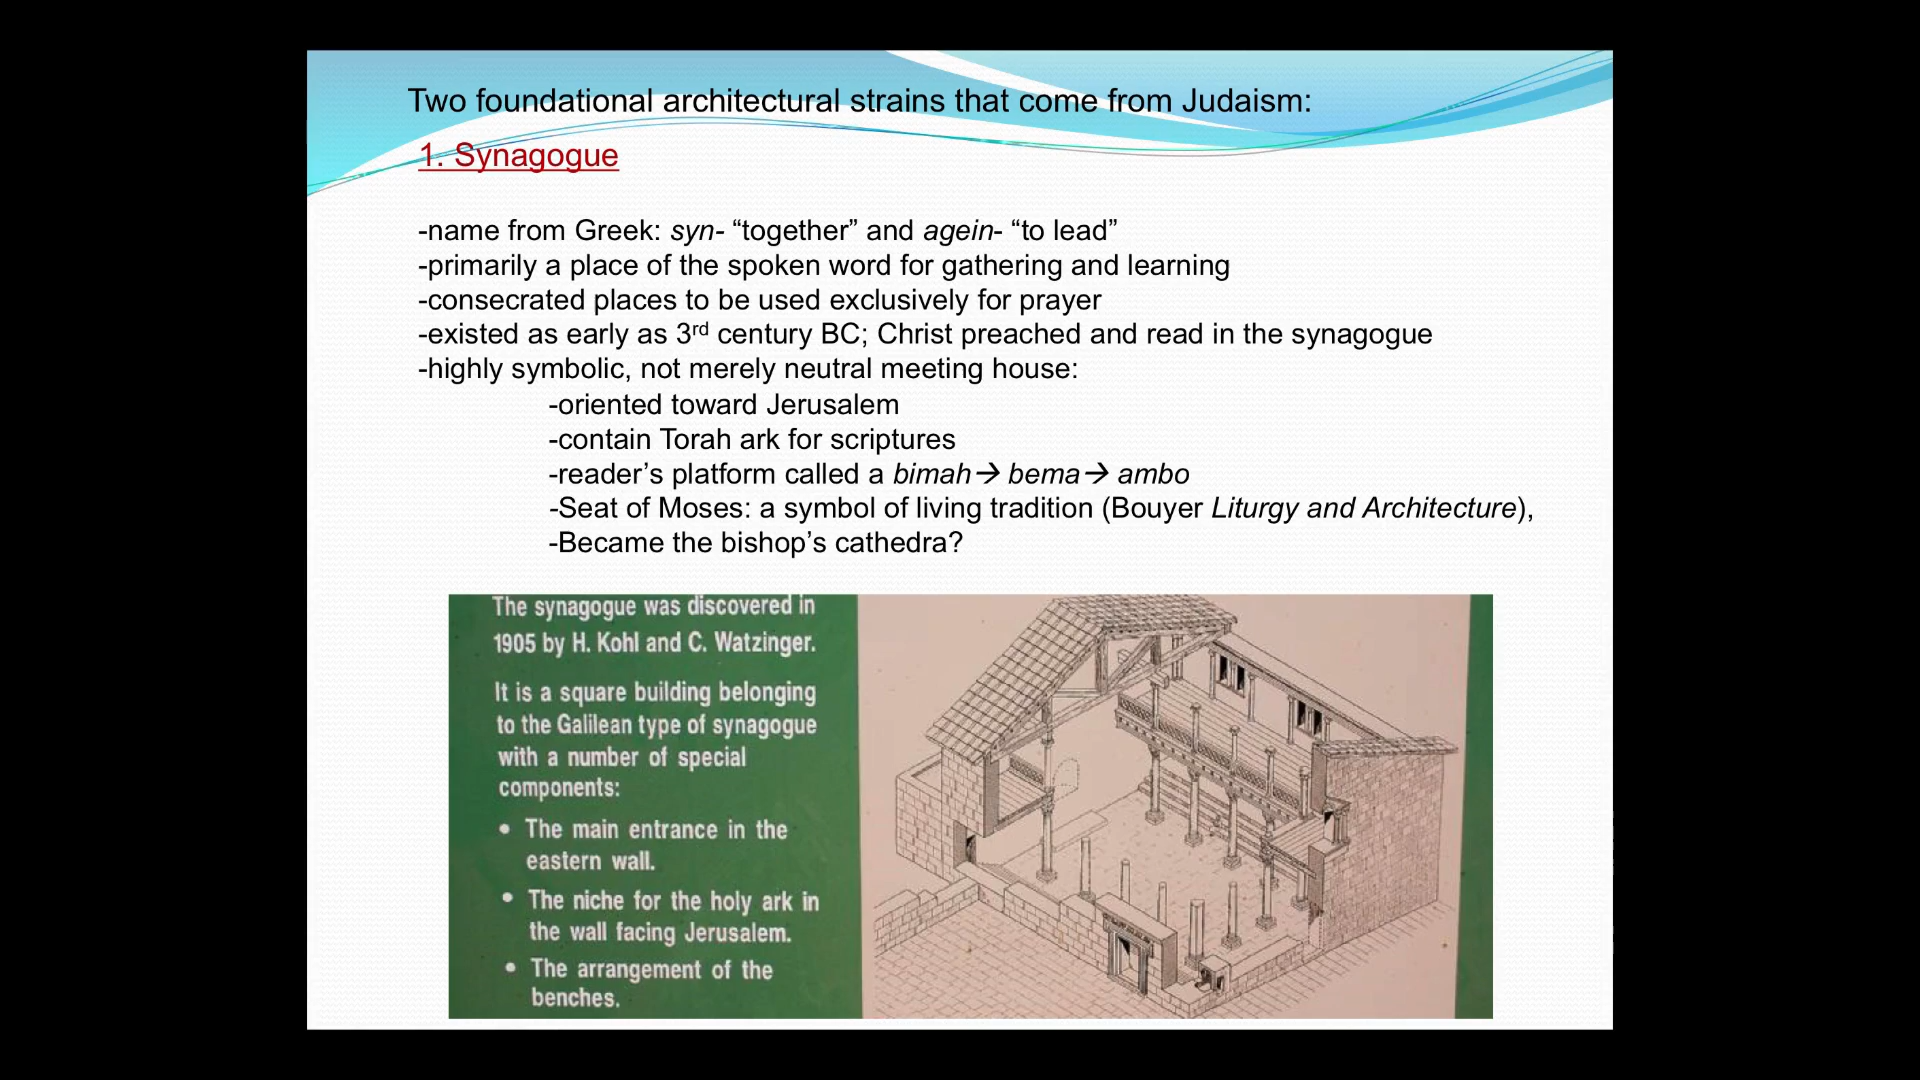 Two foundational architectural strains that come from Judaism:
1. Synagogue
-name from Greek: syn- “together” and agein- “to lead”
-primarily a place of the spoken word for gathering and learning
-consecrated places to be used exclusively for prayer
-existed as early as 3rd century BC; Christ preached and read in the synagogue
-highly symbolic, not merely neutral meeting house:
-oriented toward Jerusalem
-contain Torah ark for scriptures
-reader’s platform called a bimah→ bema→ ambo
-Seat of Moses: a symbol of living tradition (Bouyer Liturgy and Architecture),
-Became the bishop’s cathedra?
The synagogue was discovered in
1905 by H. Kohl and C. Watzinger.
It is a square building belonging
to the Galilean type of synagogue
with a number of special
components:
• The main entrance in the
eastern wall.
• The niche for the holy ark in
the wall facing Jerusalem.
• The arrangement of the
benches.